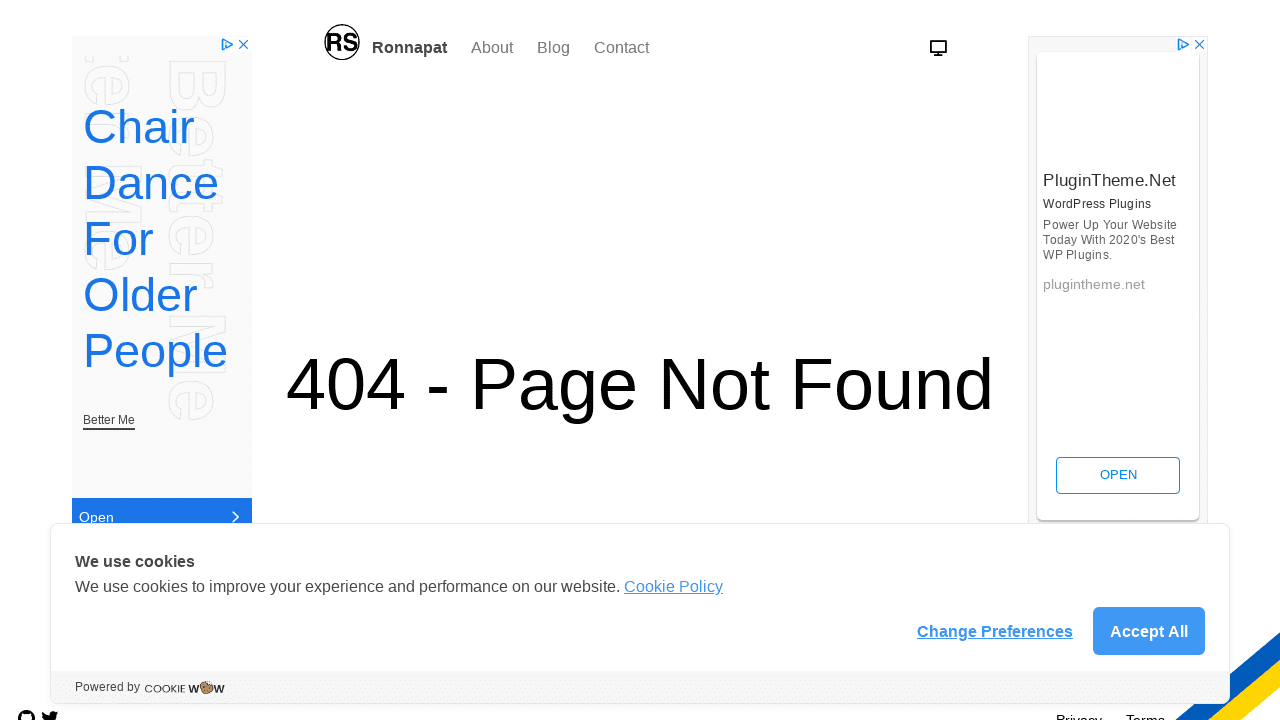 RS
Ronnapat
About
Blog
Contact
Better Me
Chair
Dance
For
Older
People
Better Me
Open
404 - Page Not Found
PluginTheme.Net
WordPress Plugins
Power Up Your Website
Today With 2020's Best
WP Plugins.
plugintheme.net
OPEN
We use cookies
We use cookies to improve your experience and performance on our website. Cookie Policy
Change Preferences
Accept All
Powered by COOKIE WOW
Privacy
Terms